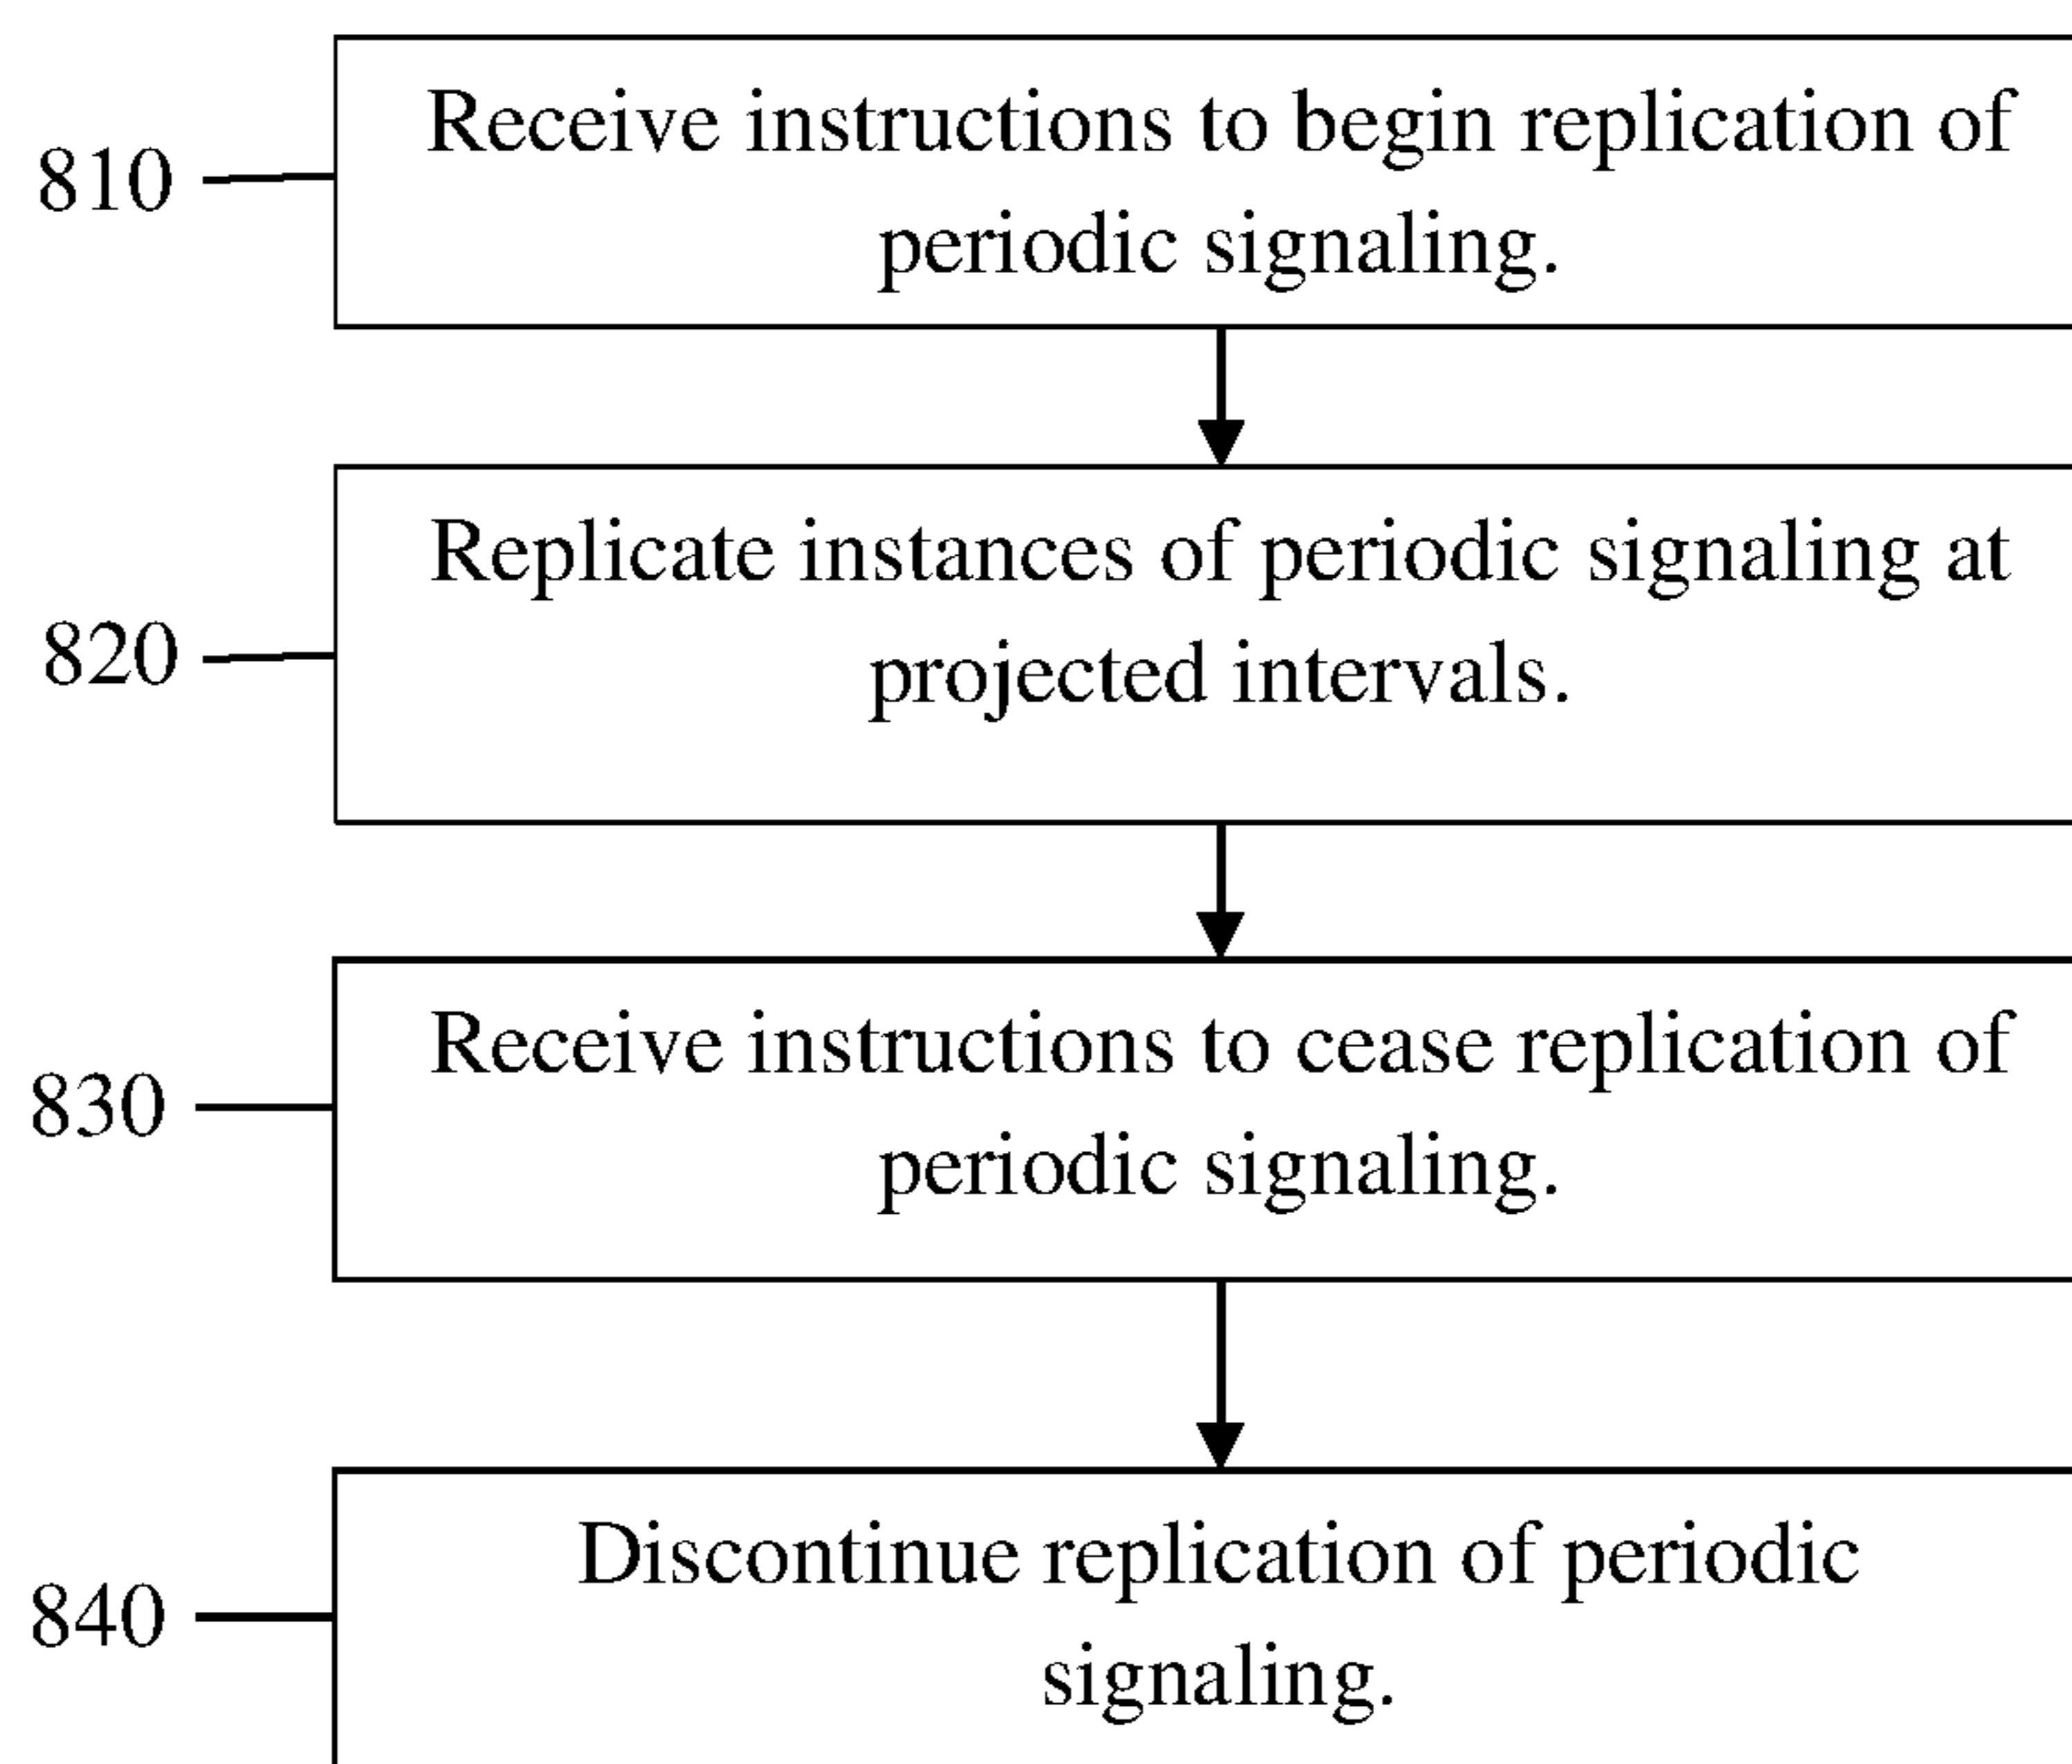 Receive instructions to begin replication of
periodic signaling.
810
Replicate instances of periodic signaling at
projected intervals.
820
Receive instructions to cease replication of
periodic signaling.
830
Discontinue replication of periodic
signaling.
840